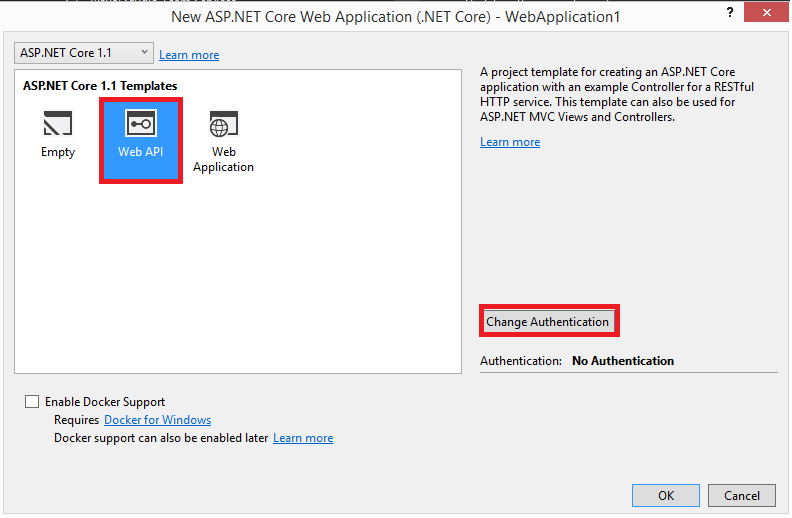 New ASP.NET Core Web Application (.NET Core) - WebApplication1
?
ASP.NET Core 1.1
Learn more
ASP.NET Core 1.1 Templates
Empty
Web API
Web
Application
A project template for creating an ASP.NET Core
application with an example Controller for a RESTful
HTTP service. This template can also be used for
ASP.NET MVC Views and Controllers.
Learn more
Change Authentication
Authentication: No Authentication
Enable Docker Support
Requires Docker for Windows
Docker support can also be enabled later Learn more
OK
Cancel